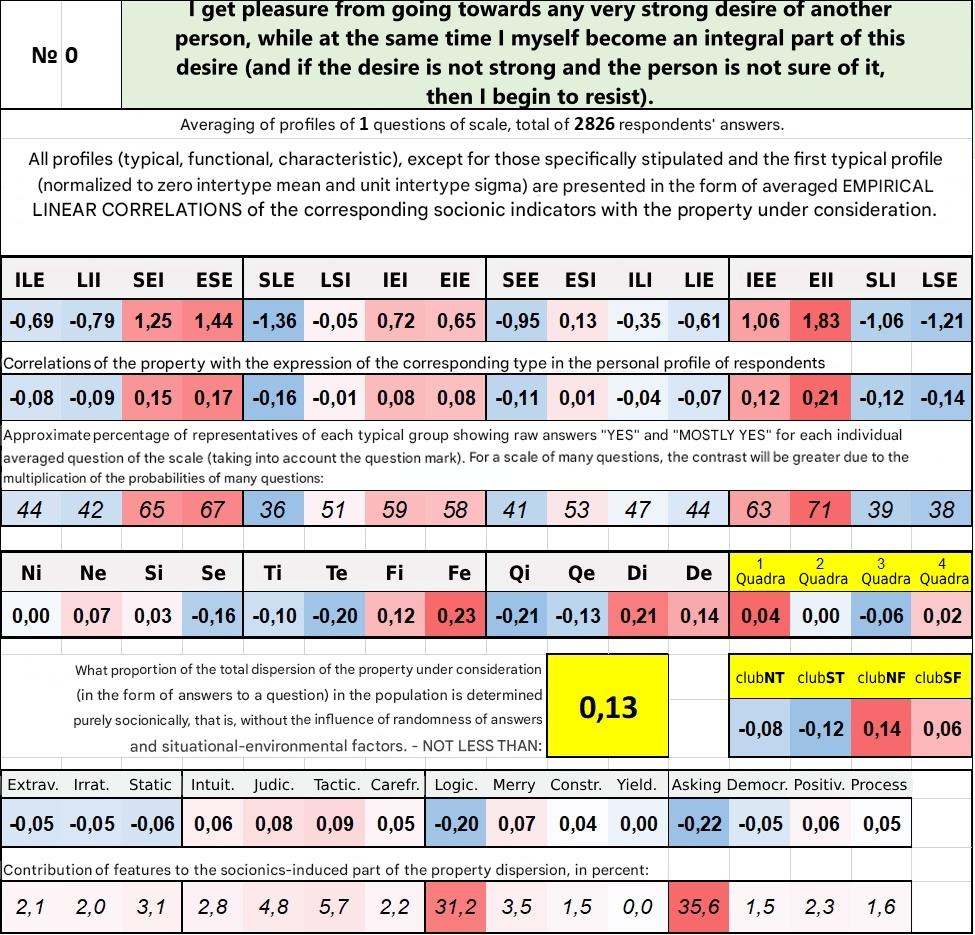 № 0
I get pleasure from going towards any very strong desire of another
person, while at the same time I myself become an integral part of this
desire (and if the desire is not strong and the person is not sure of it,
then I begin to resist).
Averaging of profiles of 1 questions of scale, total of 2826 respondents' answers.
All profiles (typical, functional, characteristic), except for those specifically stipulated and the first typical profile
(normalized to zero intertype mean and unit intertype sigma) are presented in the form of averaged EMPIRICAL
LINEAR CORRELATIONS of the corresponding socionic indicators with the property under consideration.
ILE LII SEI ESE SLE LSI IEI EIE SEE ESI ILI LIE IEE EII SLI LSE
-0,69 -0,79 1,25 1,44 -1,36 -0,05 0,72 0,65 -0,95 0,13 -0,35 -0,61 1,06 1,83 -1,06 -1,21
Correlations of the property with the expression of the corresponding type in the personal profile of respondents
-0,08 -0,09 0,15 0,17 -0,16 -0,01 0,08 0,08 -0,11 0,01 -0,04 -0,07 0,12 0,21 -0,12 -0,14
Approximate percentage of representatives of each typical group showing raw answers "YES" and "MOSTLY YES" for each individual
averaged question of the scale (taking into account the question mark). For a scale of many questions, the contrast will be greater due to the
multiplication of the probabilities of many questions:
44 42 65 67 36 51 59 58 41 53 47 44 63 71 39 38
Ni Ne Si Se Ti Te Fi Fe Qi Qe Di De 1 Quadra 2 Quadra 3 Quadra 4 Quadra
0,00 0,07 0,03 -0,16 -0,10 -0,20 0,12 0,23 -0,21 -0,13 0,21 0,14 0,04 0,00 -0,06 0,02
What proportion of the total dispersion of the property under consideration
(in the form of answers to a question) in the population is determined
purely socionically, that is, without the influence of randomness of answers
and situational-environmental factors. - NOT LESS THAN:
0,13
clubNT clubST clubNF clubSF
-0,08 -0,12 0,14 0,06
Extrav. Irrat. Static Intuit. Judic. Tactic. Carefr. Logic. Merry Constr. Yield. Asking Democr. Positiv. Process
-0,05 -0,05 -0,06 0,06 0,08 0,09 0,05 -0,20 0,07 0,04 0,00 -0,22 -0,05 0,06 0,05
Contribution of features to the socionics-induced part of the property dispersion, in percent:
2,1 2,0 3,1 2,8 4,8 5,7 2,2 31,2 3,5 1,5 0,0 35,6 1,5 2,3 1,6